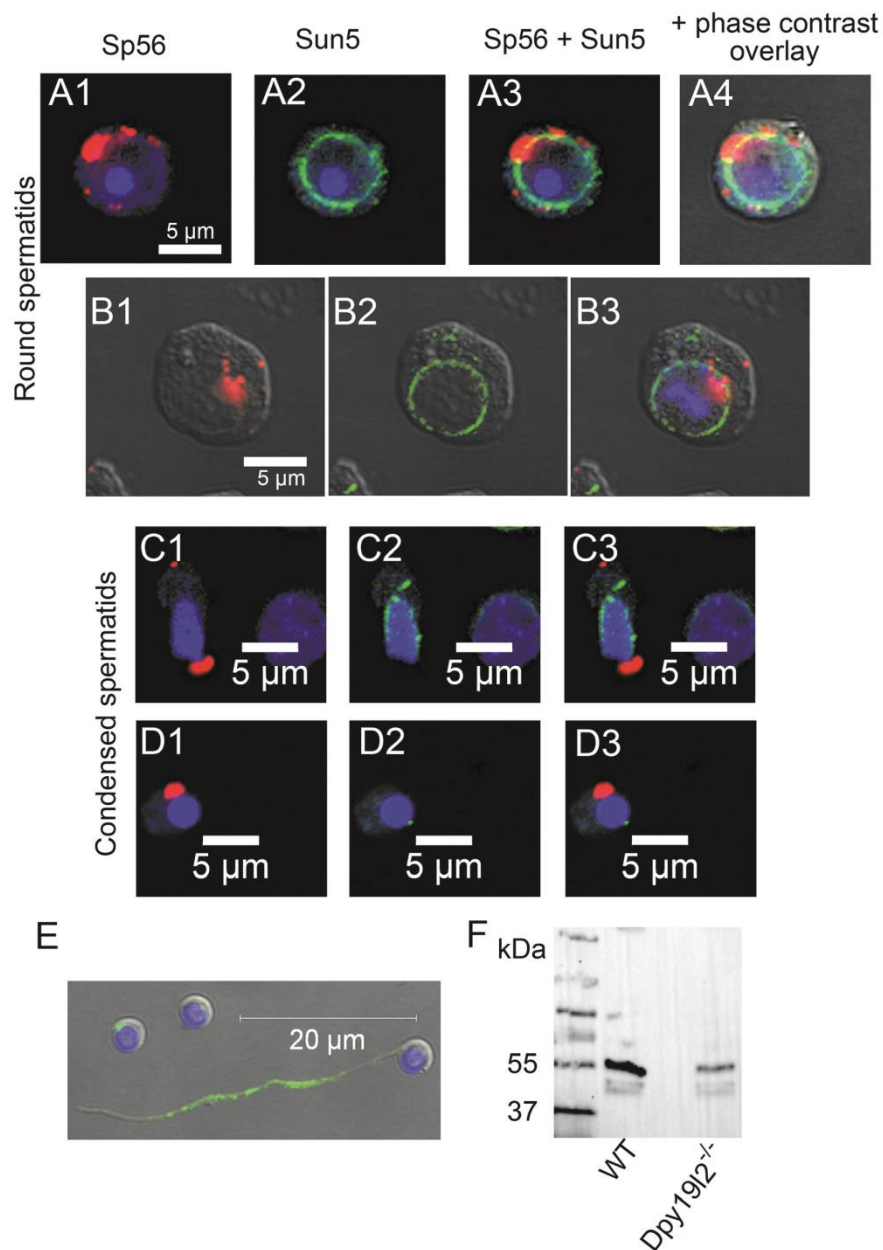 Sp56
Sun5
Sp56 + Sun5
+ phase contrast
overlay
Round spermatids
A1
A2
A3
A4
5 µm
B1
B2
B3
5 µm
Condensed spermatids
C1
C2
C3
5 µm
5 µm
5 µm
D1
D2
D3
5 µm
5 µm
5 µm
E
20 µm
F
kDa
55
37
WT
Dpy19l2-/-